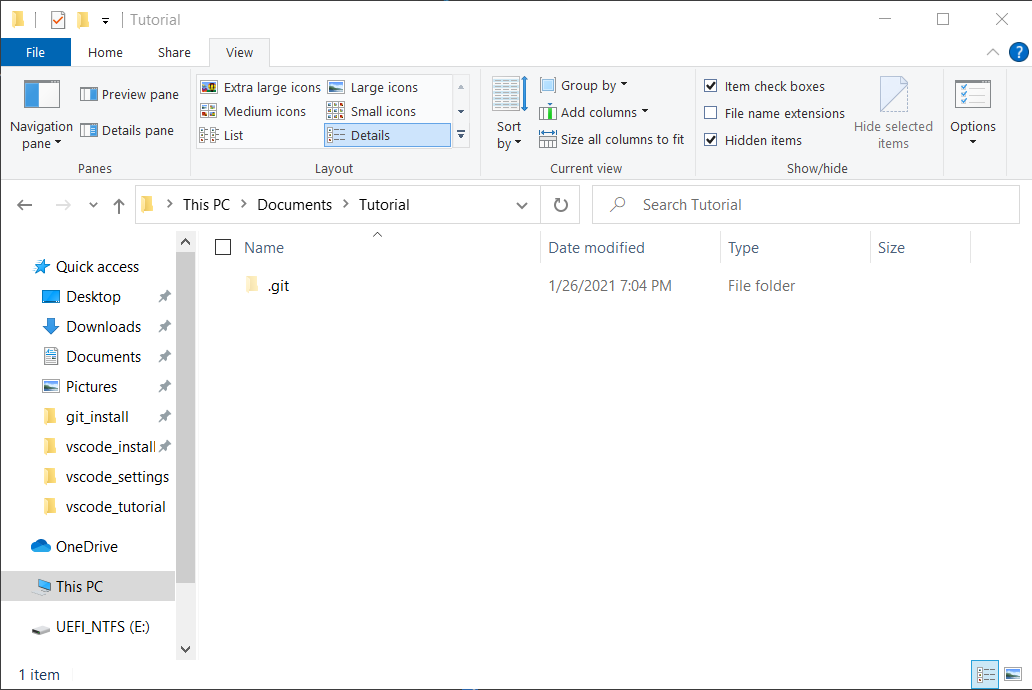 Tutorial
File Home Share View ?
Navigation pane
Preview pane
Details pane
Panes
Extra large icons Large icons
Medium icons Small icons
List Details
Layout
Sort by
Group by
Add columns
Size all columns to fit
Current view
Item check boxes
File name extensions
Hidden items
Hide selected items
Show/hide
Options
This PC Documents Tutorial
Search Tutorial
Name Date modified Type Size
.git 1/26/2021 7:04 PM File folder
Quick access
Desktop
Downloads
Documents
Pictures
git_install
vscode_install
vscode_settings
vscode_tutorial
OneDrive
This PC
UEFI_NTFS (E:)
1 item